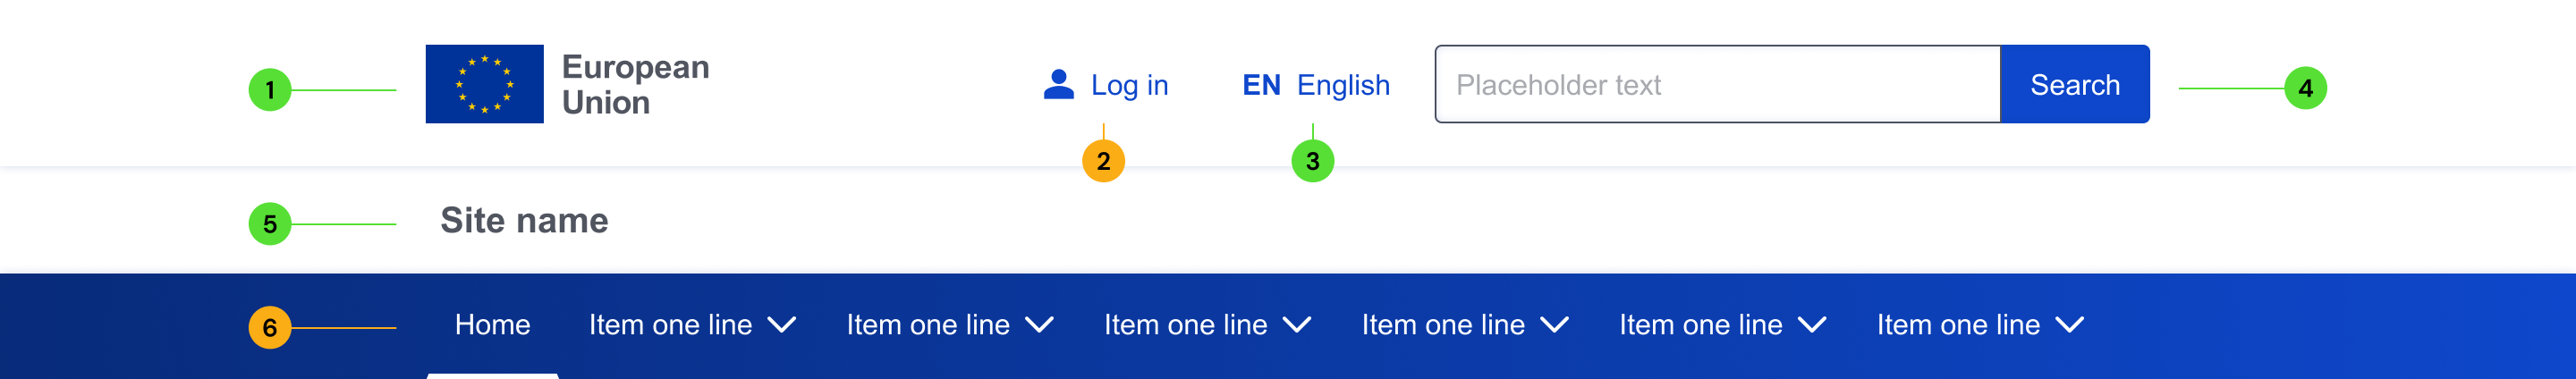 1
European
Union
Log in
EN English
Placeholder text
Search
4
2
3
5
Site name
6
Home Item one line Item one line Item one line Item one line Item one line Item one line